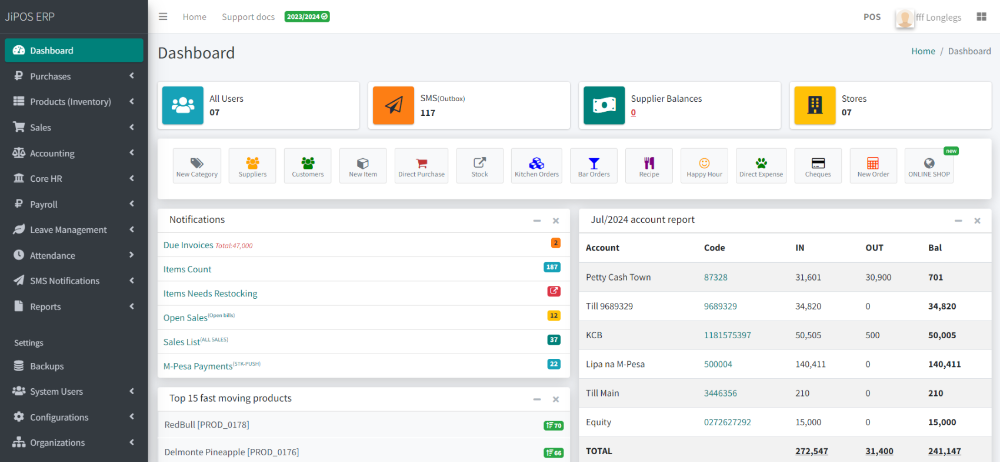 JiPOS ERP
Home Support docs 2023/2024
POS fff Longlegs
Dashboard
Purchases
Products (Inventory)
Sales
Accounting
Core HR
Payroll
Leave Management
Attendance
SMS Notifications
Reports
Settings
Backups
System Users
Configurations
Organizations
Dashboard
Home / Dashboard
All Users
07
SMS(Outbox)
117
Supplier Balances
0
Stores
07
New Category
Suppliers
Customers
New Item
Direct Purchase
Stock
Kitchen Orders
Bar Orders
Recipe
Happy Hour
Direct Expense
Cheques
New Order
new
ONLINE SHOP
Notifications
Due Invoices Total:47,000 2
Items Count 187
Items Needs Restocking
Open Sales(Open bills) 12
Sales List(ALL SALES) 37
M-Pesa Payments(STK-PUSH) 22
Top 15 fast moving products
RedBull [PROD_0178] 70
Delmonte Pineapple [PROD_0176] 66
Jul/2024 account report
Account Code IN OUT Bal
Petty Cash Town 87328 31,601 30,900 701
Till 9689329 9689329 34,820 0 34,820
KCB 1181575397 50,505 500 50,005
Lipa na M-Pesa 500004 140,411 0 140,411
Till Main 3446356 210 0 210
Equity 0272627292 15,000 0 15,000
TOTAL 272,547 31,400 241,147